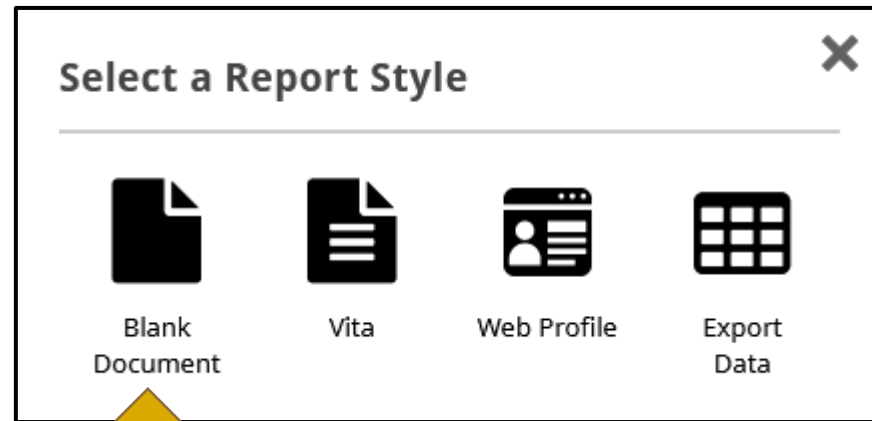 Select a Report Style
Blank
Document
Vita
Web Profile
Export
Data